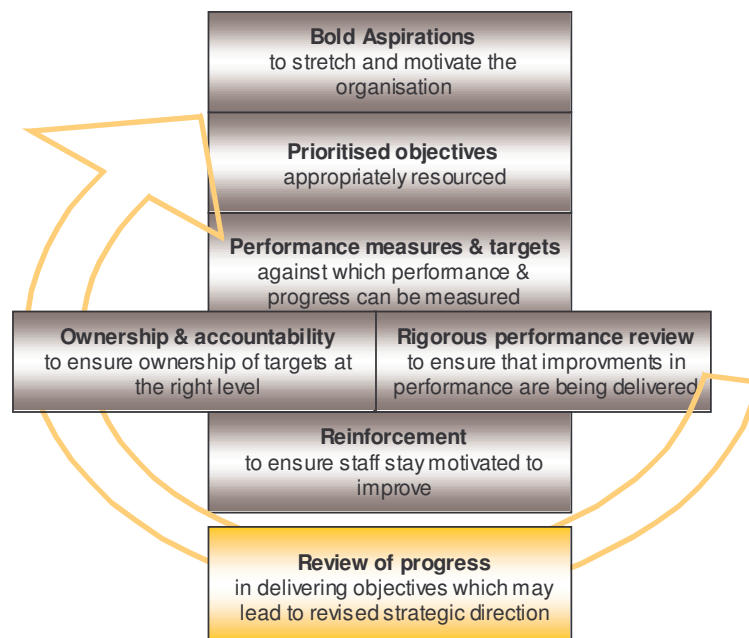 Bold Aspirations
to stretch and motivate the
organisation
Prioritised objectives
appropriately resourced
Performance measures & targets
against which performance &
progress can be measured
Ownership & accountability
to ensure ownership of targets at
the right level
Rigorous performance review
to ensure that improvments in
performance are being delivered
Reinforcement
to ensure staff stay motivated to
improve
Review of progress
in delivering objectives which may
lead to revised strategic direction